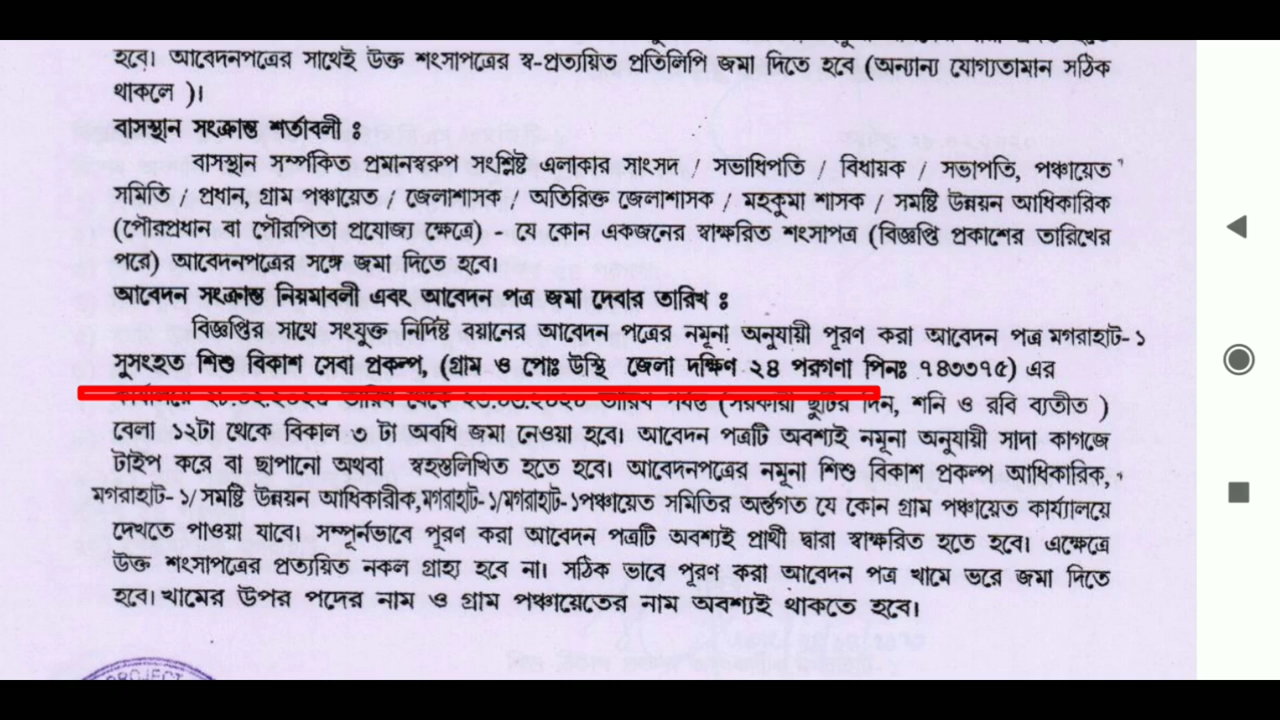 হবে। আবেদনপত্রের সাথেই উক্ত শংসাপত্রের স্ব-প্রত্যয়িত প্রতিলিপি জমা দিতে হবে (অন্যান্য যোগ্যতামান সঠিক
থাকলে )।
বাসস্থান সংক্রান্ত শর্তাবলী :
বাসস্থান সম্পর্কিত প্রমানস্বরুপ সংশ্লিষ্ট এলাকার সাংসদ / সভাধিপতি / বিধায়ক / সভাপতি, পঞ্চায়েত
সমিতি / প্রধান, গ্রাম পঞ্চায়েত / জেলাশাসক / অতিরিক্ত জেলাশাসক / মহকুমা শাসক / সমষ্টি উন্নয়ন আধিকারিক
(পৌরপ্রধান বা পৌরপিতা প্রযোজ্য ক্ষেত্রে) - যে কোন একজনের স্বাক্ষরিত শংসাপত্র (বিজ্ঞপ্তি প্রকাশের তারিখের
পরে) আবেদনপত্রের সঙ্গে জমা দিতে হবে।
আবেদন সংক্রান্ত নিয়মাবলী এবং আবেদন পত্র জমা দেবার তারিখ :
বিজ্ঞপ্তির সাথে সংযুক্ত নির্দিষ্ট বয়ানের আবেদন পত্রের নমূনা অনুযায়ী পূরণ করা আবেদন পত্র মগরাহাট-১
সুসংহত শিশু বিকাশ সেবা প্রকল্প, (গ্রাম ও পোঃ উস্থি জেলা দক্ষিণ ২৪ পরগণা পিনঃ ৭৪৩৩৭৫) এর
তারিখ থেকে তারিখ পর্যন্ত (সরকারী ছুটির দিন, শনি ও রবি ব্যতীত )
বেলা ১২টা থেকে বিকাল ৩ টা অবধি জমা নেওয়া হবে। আবেদন পত্রটি অবশ্যই নমূনা অনুযায়ী সাদা কাগজে
টাইপ করে বা ছাপানো অথবা স্বহস্তলিখিত হতে হবে। আবেদনপত্রের নমূনা শিশু বিকাশ প্রকল্প আধিকারিক,
মগরাহাট-১/ সমষ্টি উন্নয়ন আধিকারীক,মগরাহাট-১/মগরাহাট-১পঞ্চায়েত সমিতির অর্ন্তগত যে কোন গ্রাম পঞ্চায়েত কার্য্যালয়ে
দেখতে পাওয়া যাবে। সম্পূর্নভাবে পূরণ করা আবেদন পত্রটি অবশ্যই প্রার্থী দ্বারা স্বাক্ষরিত হতে হবে। এক্ষেত্রে
উক্ত শংসাপত্রের প্রত্যয়িত নকল গ্রাহ্য হবে না। সঠিক ভাবে পূরণ করা আবেদন পত্র খামে ভরে জমা দিতে
হবে। খামের উপর পদের নাম ও গ্রাম পঞ্চায়েতের নাম অবশ্যই থাকতে হবে।
PROJECT